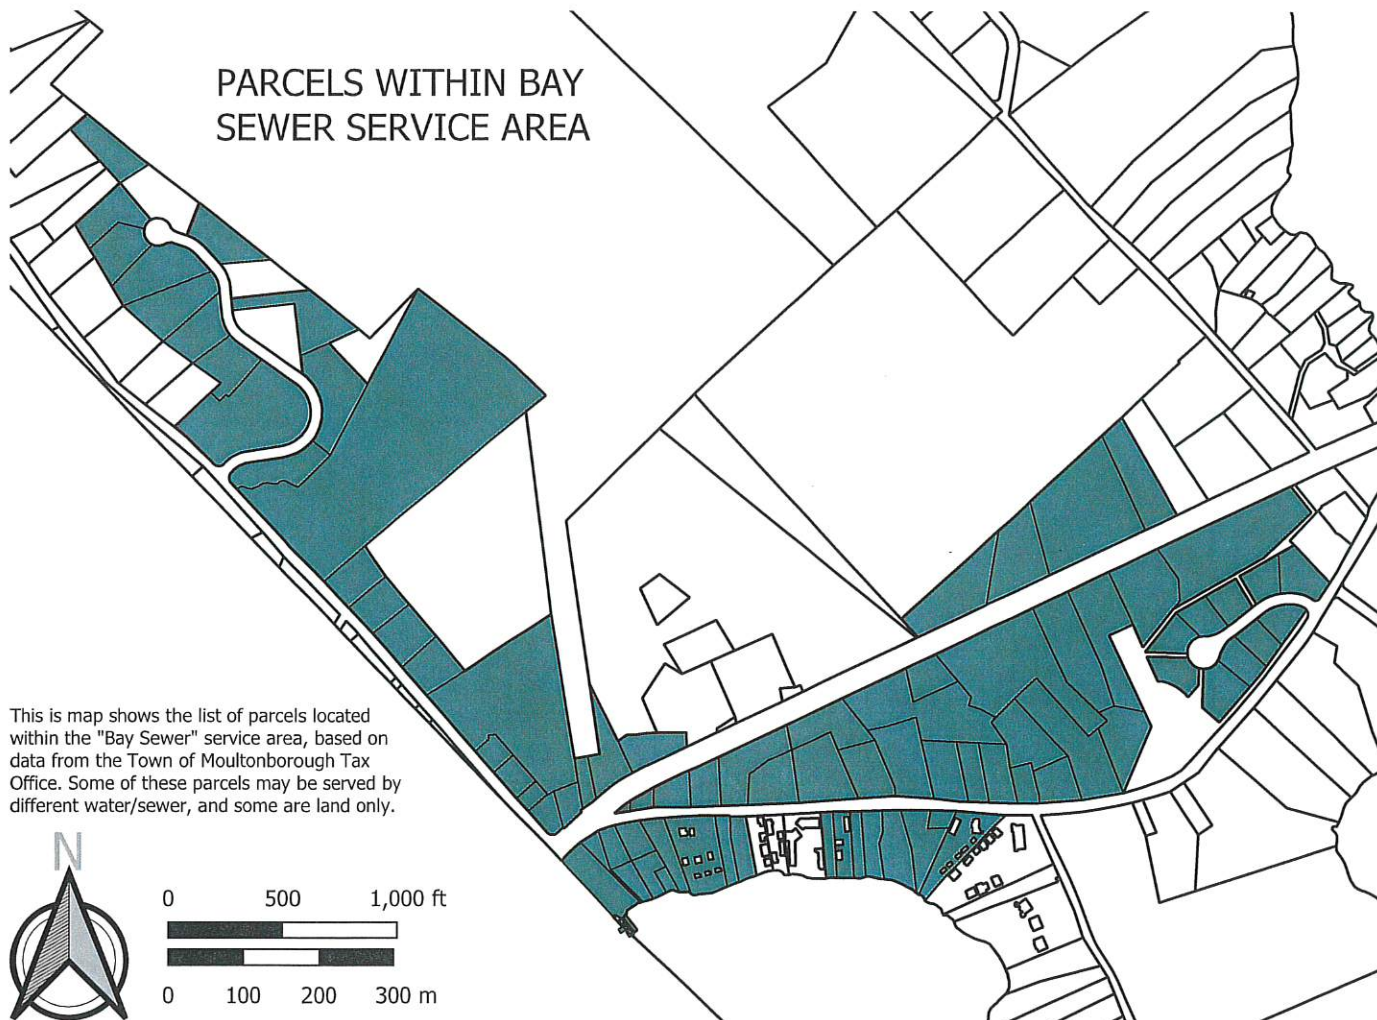 PARCELS WITHIN BAY
SEWER SERVICE AREA
This is map shows the list of parcels located
within the "Bay Sewer" service area, based on
data from the Town of Moultonborough Tax
Office. Some of these parcels may be served by
different water/sewer, and some are land only.
N
0 500 1,000 ft
0 100 200 300 m